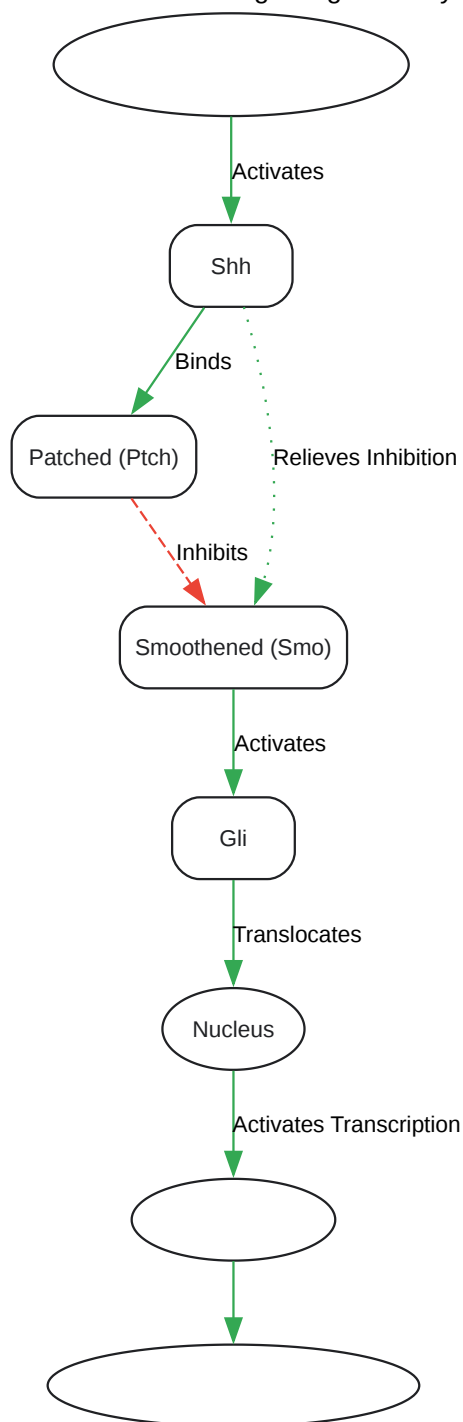 Activates
Shh
Binds
Patched (Ptch)
Relieves Inhibition
Inhibits
Smoothened (Smo)
Activates
Gli
Translocates
Nucleus
Activates Transcription